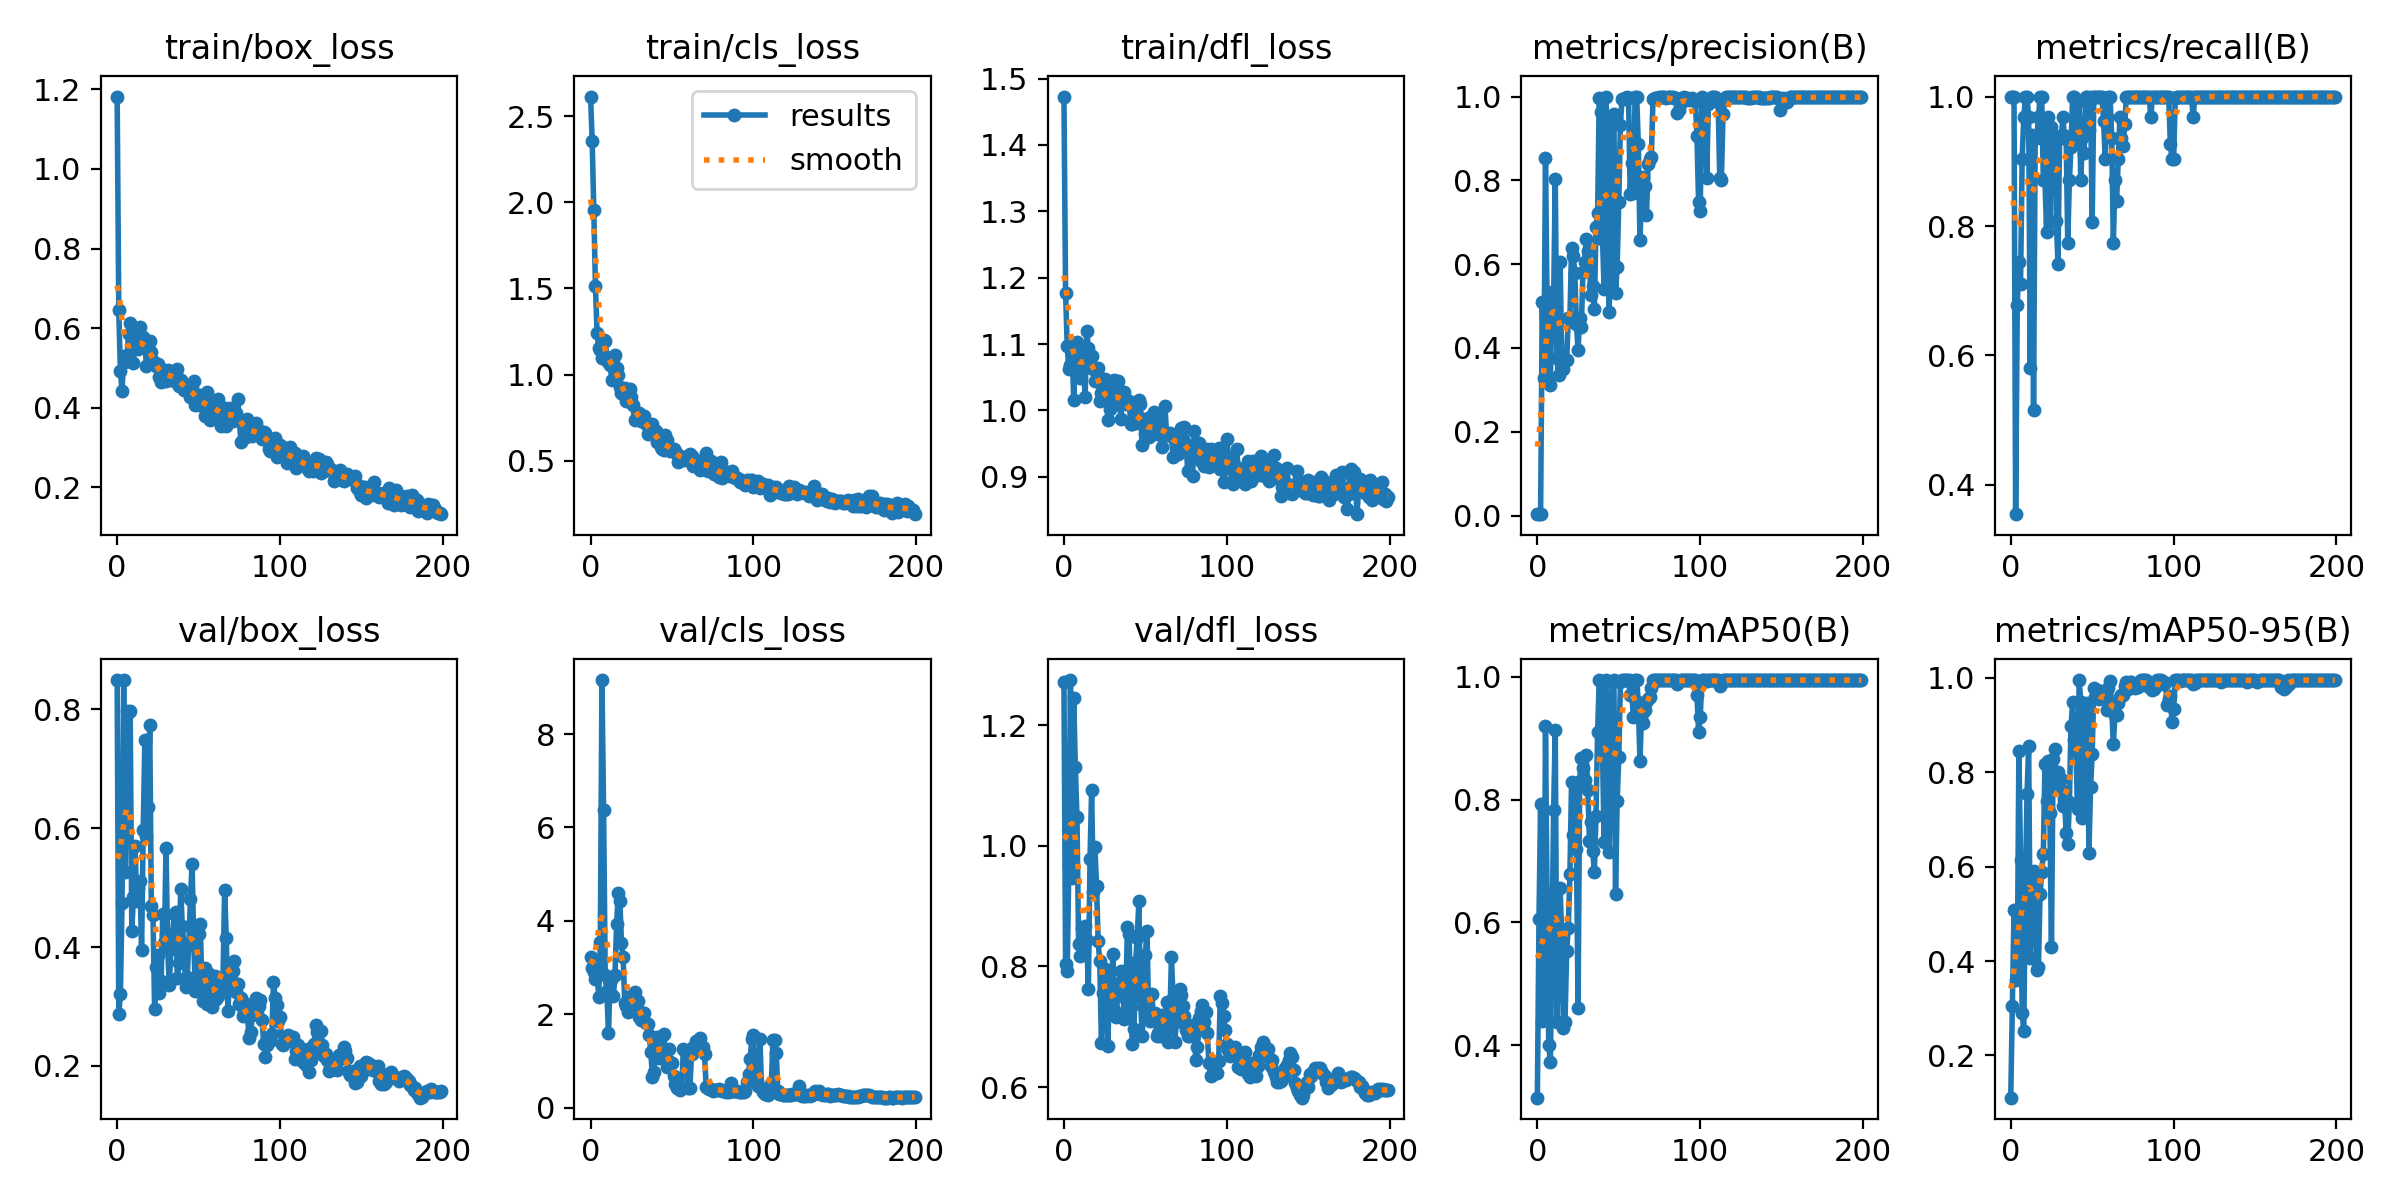 train/box_loss
1.2
1.0
0.8
0.6
0.4
0.2
0 100 200
train/cls_loss
results
smooth
2.5
2.0
1.5
1.0
0.5
0 100 200
train/dfl_loss
1.5
1.4
1.3
1.2
1.1
1.0
0.9
0 100 200
metrics/precision(B)
1.0
0.8
0.6
0.4
0.2
0.0
0 100 200
metrics/recall(B)
1.0
0.8
0.6
0.4
0 100 200
val/box_loss
0.8
0.6
0.4
0.2
0 100 200
val/cls_loss
8
6
4
2
0
0 100 200
val/dfl_loss
1.2
1.0
0.8
0.6
0 100 200
metrics/mAP50(B)
1.0
0.8
0.6
0.4
0 100 200
metrics/mAP50-95(B)
1.0
0.8
0.6
0.4
0.2
0 100 200